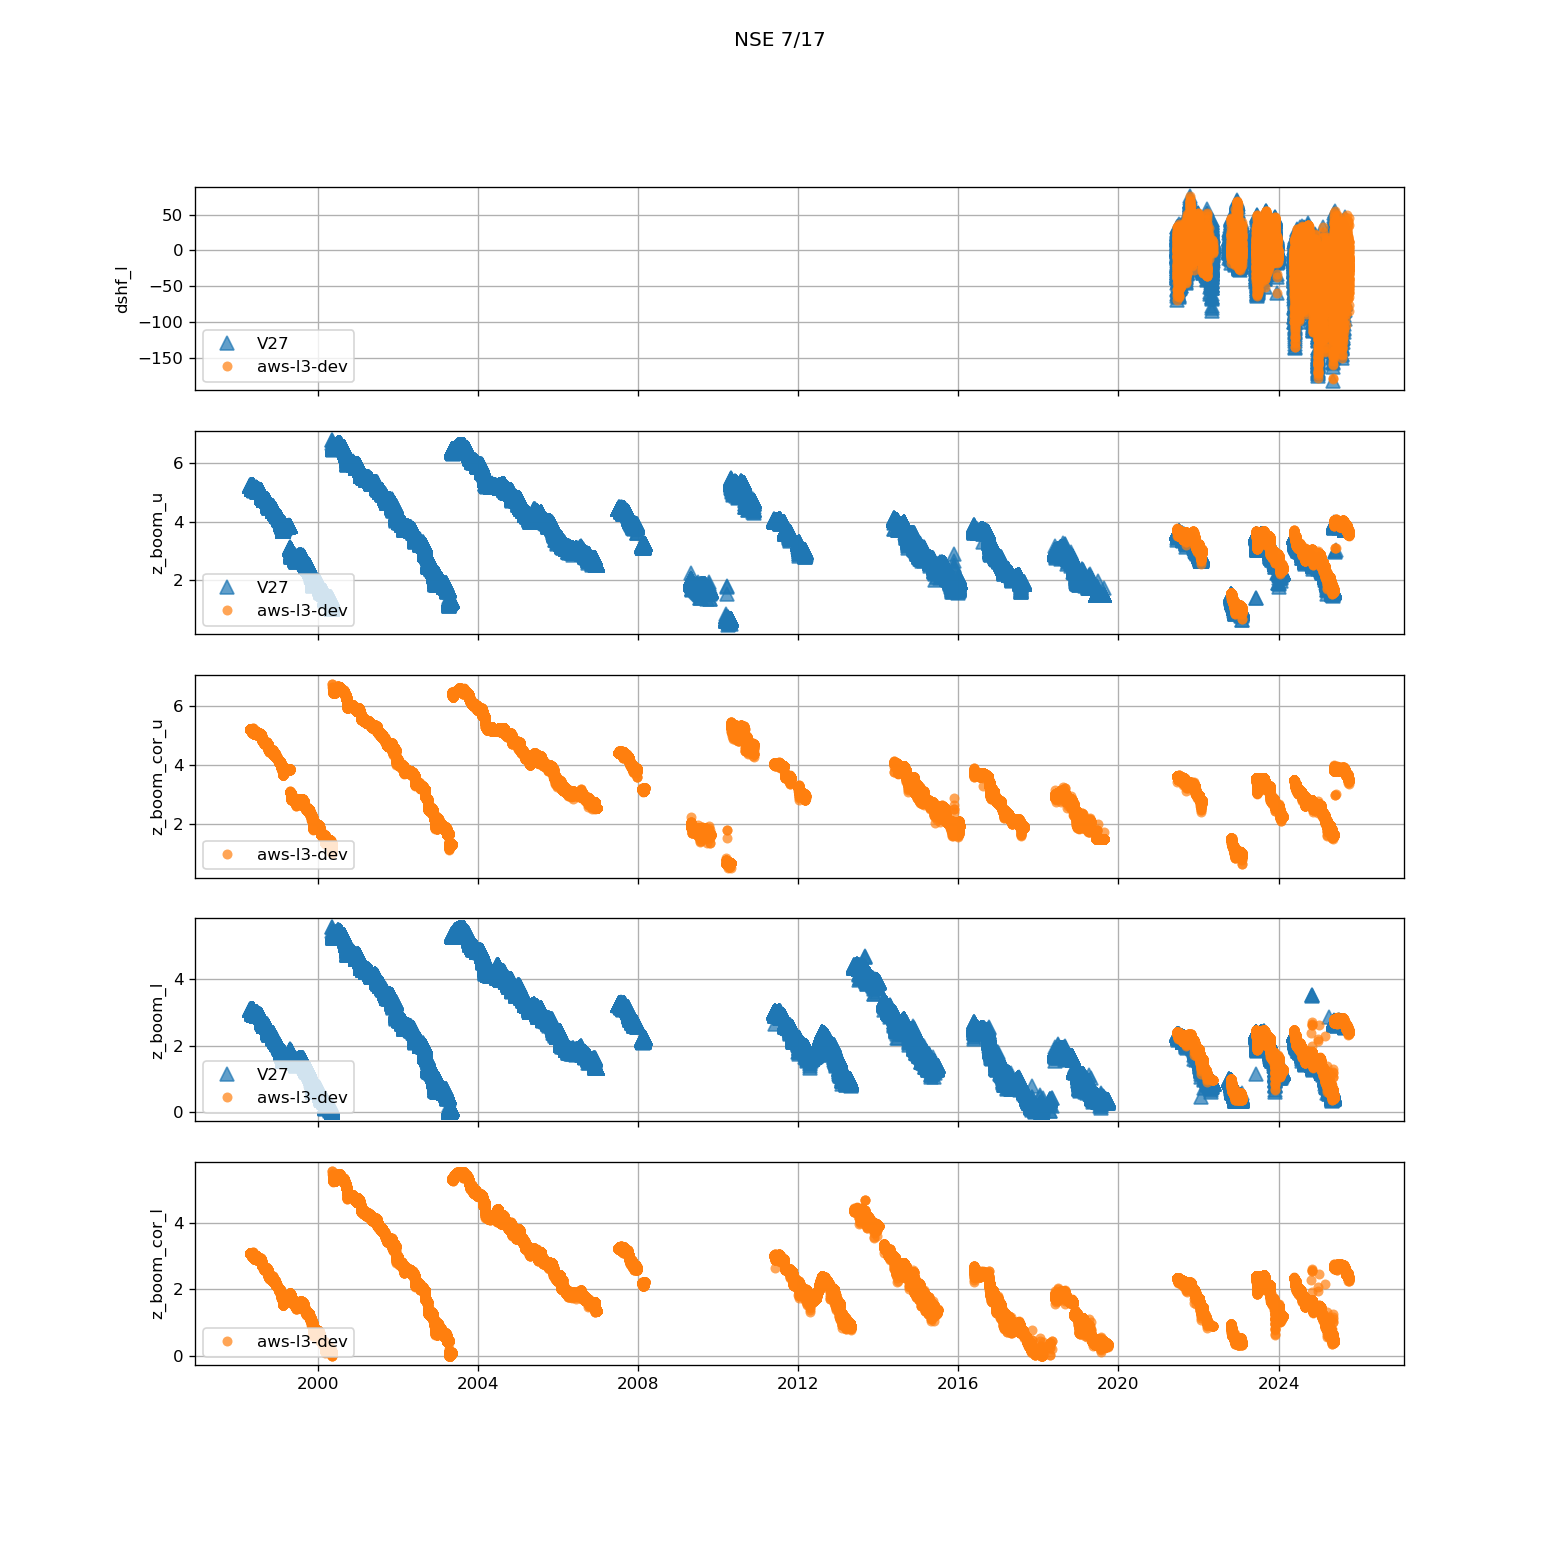 NSE 7/17
50
0
−50
−100
−150
dshf_l
V27
aws-l3-dev
6
4
2
z_boom_u
V27
aws-l3-dev
6
4
2
z_boom_cor_u
aws-l3-dev
4
2
0
z_boom_l
V27
aws-l3-dev
4
2
0
z_boom_cor_l
aws-l3-dev
2000 2004 2008 2012 2016 2020 2024